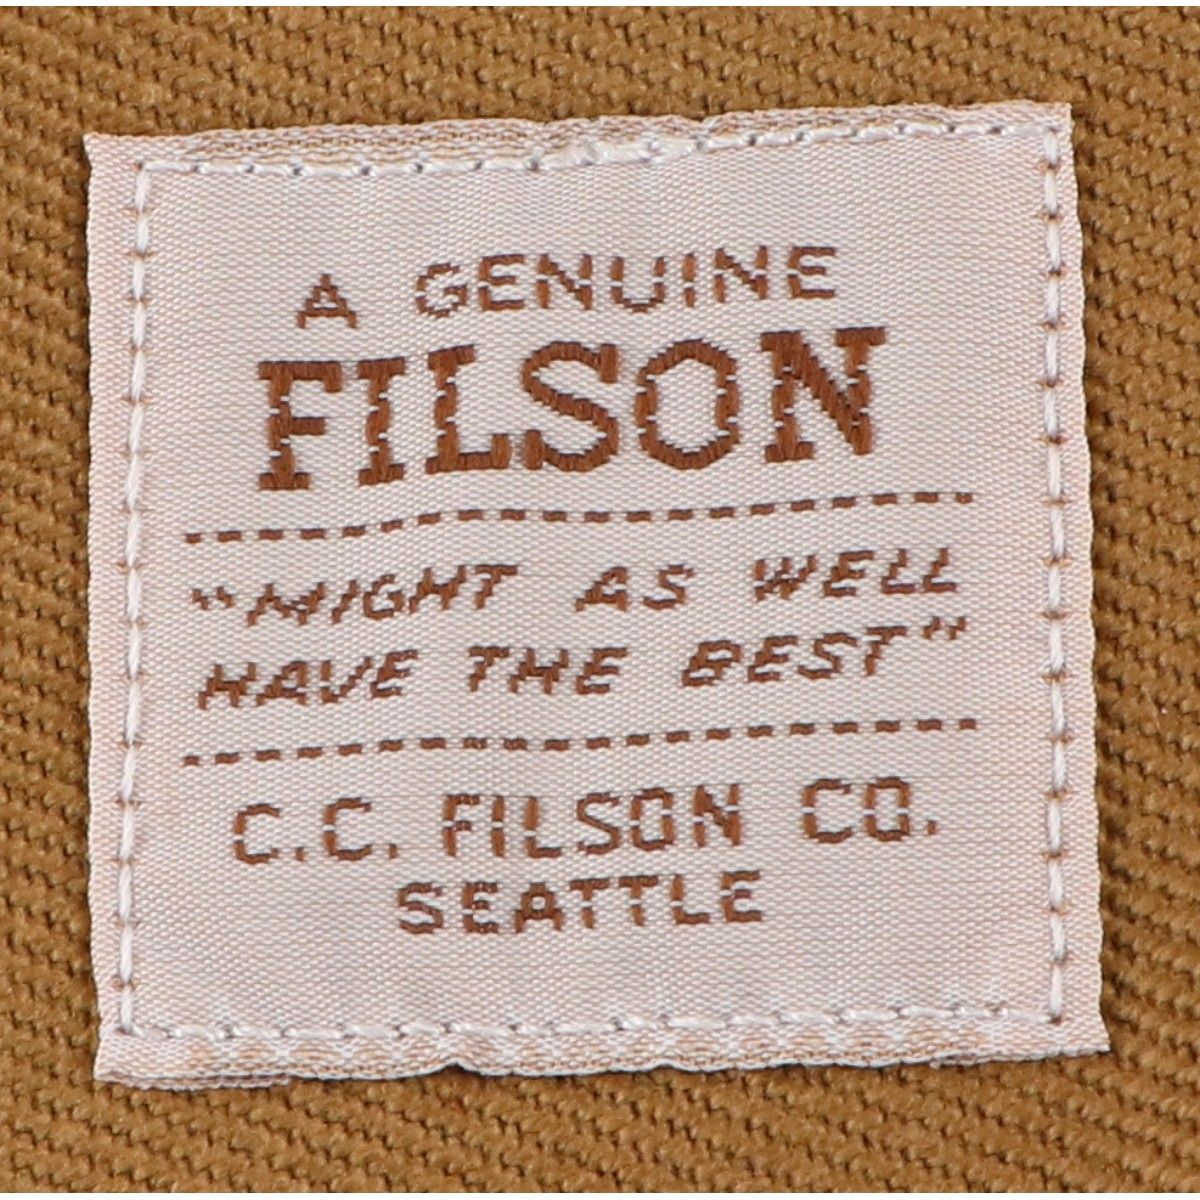 A GENUINE
FILSON
"MIGHT AS WELL
HAVE THE BEST"
C.C. FILSON CO.
SEATTLE